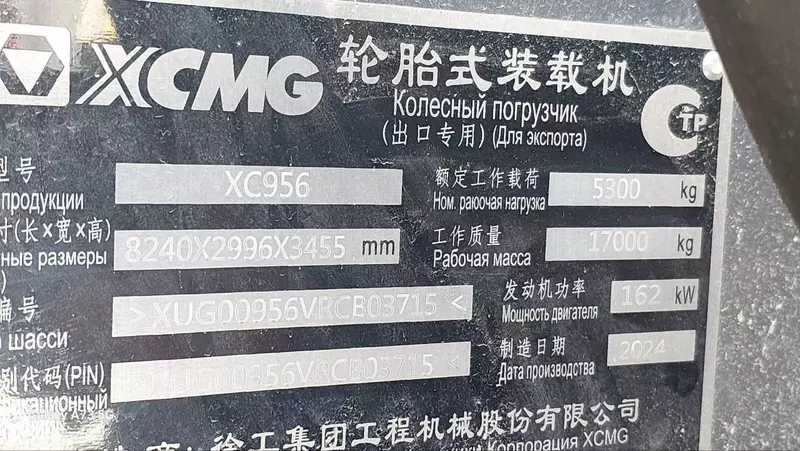 XCMG 轮胎式装载机
Колесный погрузчик
(出口专用) (Для экспорта)
СТР
型号 XC956 额定工作载荷 5300 kg
продукции Ном. раюочая нагрузка
(长×宽×高) 8240X2996X3455 mm 工作质量 17000 kg
размеры Рабочая масса
编号 >XUG00956VRCB03715< 发动机功率 162 kW
шасси Мощность двигателя
别代码(PIN) XUG00956VRCB03715< 制造日期 2024
Дата производства
徐工集团工程机械股份有限公司
Корпорация XCMG